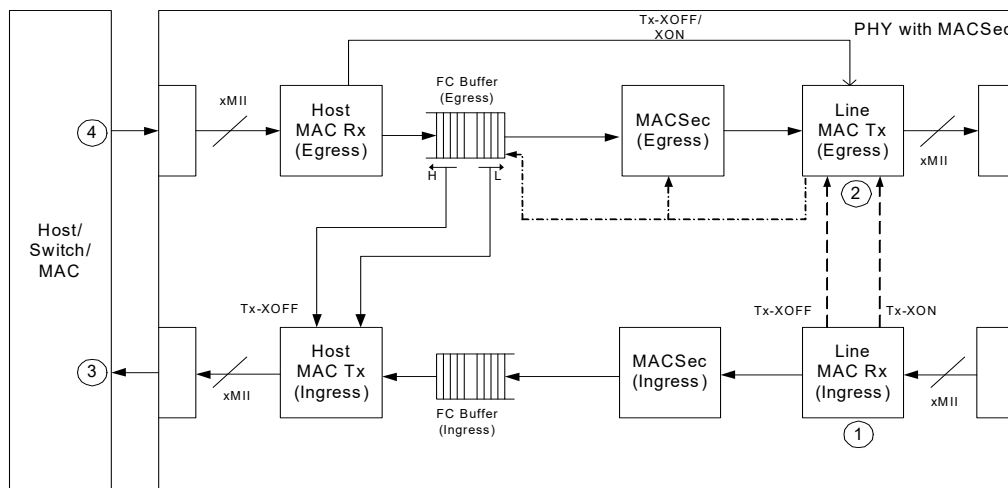 Tx-XOFF/
XON
PHY with MACSec
FC Buffer
(Egress)
xMII
Host
MAC Rx
(Egress)
MACSec
(Egress)
Line
MAC Tx
(Egress)
xMII
4
H
L
2
Host/
Switch/
MAC
Tx-XOFF
Tx-XOFF
Tx-XON
3
xMII
Host
MAC Tx
(Ingress)
FC Buffer
(Ingress)
MACSec
(Ingress)
Line
MAC Rx
(Ingress)
xMII
1